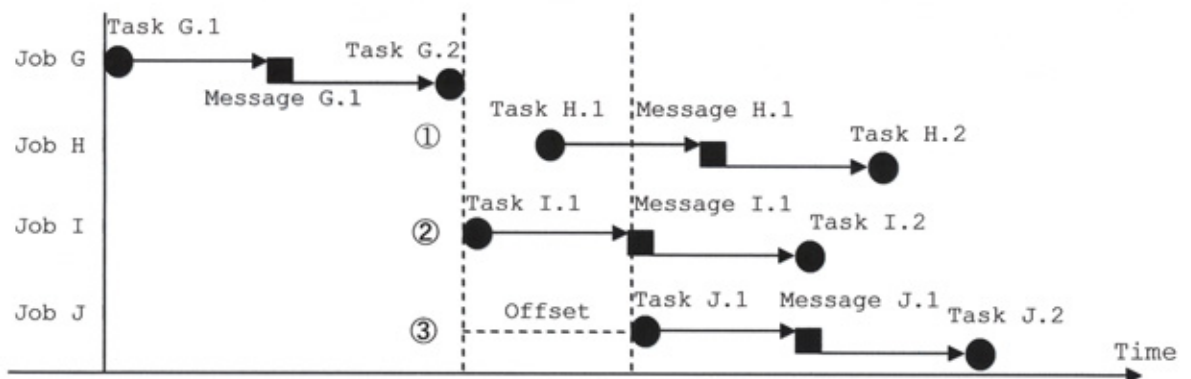 Task G.1
Job G
Task G.2
Message G.1
Task H.1
Message H.1
Job H
①
Task H.2
Task I.1
Message I.1
Job I
②
Task I.2
Job J
③
Offset
Task J.1
Message J.1
Task J.2
Time